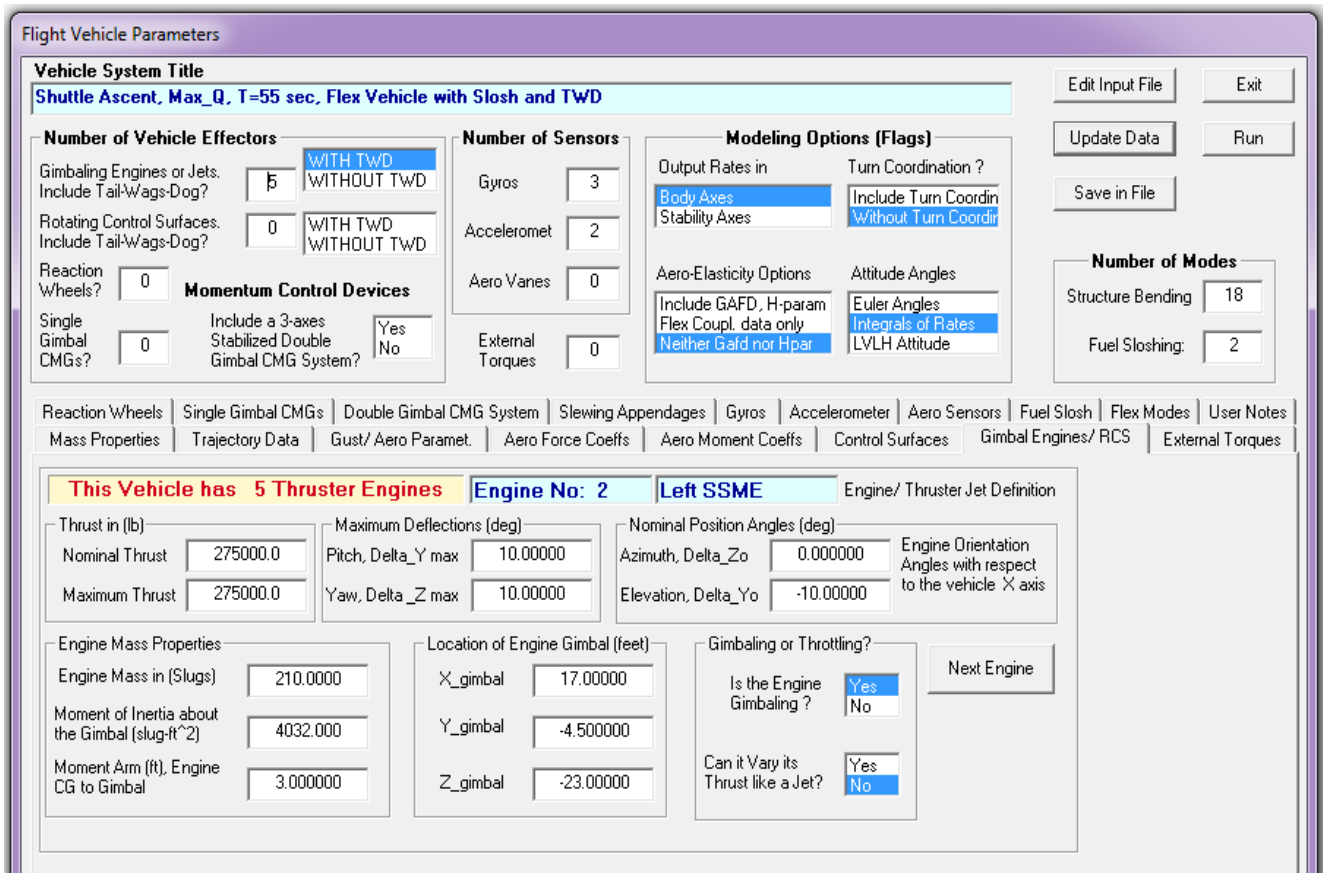 Flight Vehicle Parameters
Vehicle System Title
Shuttle Ascent, Max_Q, T=55 sec, Flex Vehicle with Slosh and TWD
Edit Input File
Exit
Update Data
Run
Save in File
Number of Vehicle Effectors
Gimbaling Engines or Jets.
Include Tail-Wags-Dog?
5
WITH TWD
WITHOUT TWD
Rotating Control Surfaces.
Include Tail-Wags-Dog?
0
WITH TWD
WITHOUT TWD
Reaction
Wheels?
0
Momentum Control Devices
Single
Gimbal
CMGs?
0
Include a 3-axes
Stabilized Double
Gimbal CMG System?
Yes
No
Number of Sensors
Gyros
3
Acceleromet
2
Aero Vanes
0
External
Torques
0
Modeling Options (Flags)
Output Rates in
Body Axes
Stability Axes
Turn Coordination ?
Include Turn Coordin
Without Turn Coordir
Aero-Elasticity Options
Include GAFD, H-param
Flex Coupl. data only
Neither Gafd nor Hpar
Attitude Angles
Euler Angles
Integrals of Rates
LVLH Attitude
Number of Modes
Structure Bending
18
Fuel Sloshing:
2
Reaction Wheels
Single Gimbal CMGs
Double Gimbal CMG System
Slewing Appendages
Gyros
Accelerometer
Aero Sensors
Fuel Slosh
Flex Modes
User Notes
Mass Properties
Trajectory Data
Gust/ Aero Paramet.
Aero Force Coeffs
Aero Moment Coeffs
Control Surfaces
Gimbal Engines/ RCS
External Torques
This Vehicle has 5 Thruster Engines
Engine No: 2
Left SSME
Engine/ Thruster Jet Definition
Thrust in (lb)
Nominal Thrust
275000.0
Maximum Thrust
275000.0
Maximum Deflections (deg)
Pitch, Delta_Y max
10.00000
Yaw, Delta _Z max
10.00000
Nominal Position Angles (deg)
Azimuth, Delta_Zo
0.000000
Elevation, Delta_Yo
-10.00000
Engine Orientation
Angles with respect
to the vehicle X axis
Engine Mass Properties
Engine Mass in (Slugs)
210.0000
Moment of Inertia about
the Gimbal (slug-ft^2)
4032.000
Moment Arm (ft), Engine
CG to Gimbal
3.000000
Location of Engine Gimbal (feet)
X_gimbal
17.00000
Y_gimbal
-4.500000
Z_gimbal
-23.00000
Gimbaling or Throttling?
Is the Engine
Gimbaling ?
Yes
No
Can it Vary its
Thrust like a Jet?
Yes
No
Next Engine